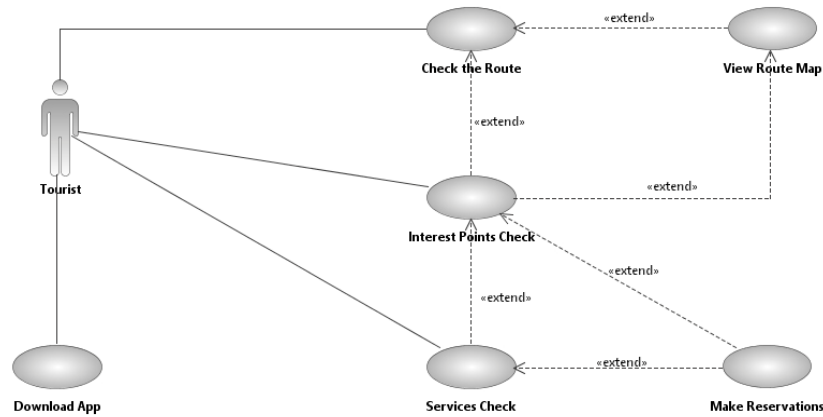 «extend»
Check the Route
View Route Map
«extend»
Tourist
«extend»
Interest Points Check
«extend»
«extend»
«extend»
Download App
Services Check
Make Reservations